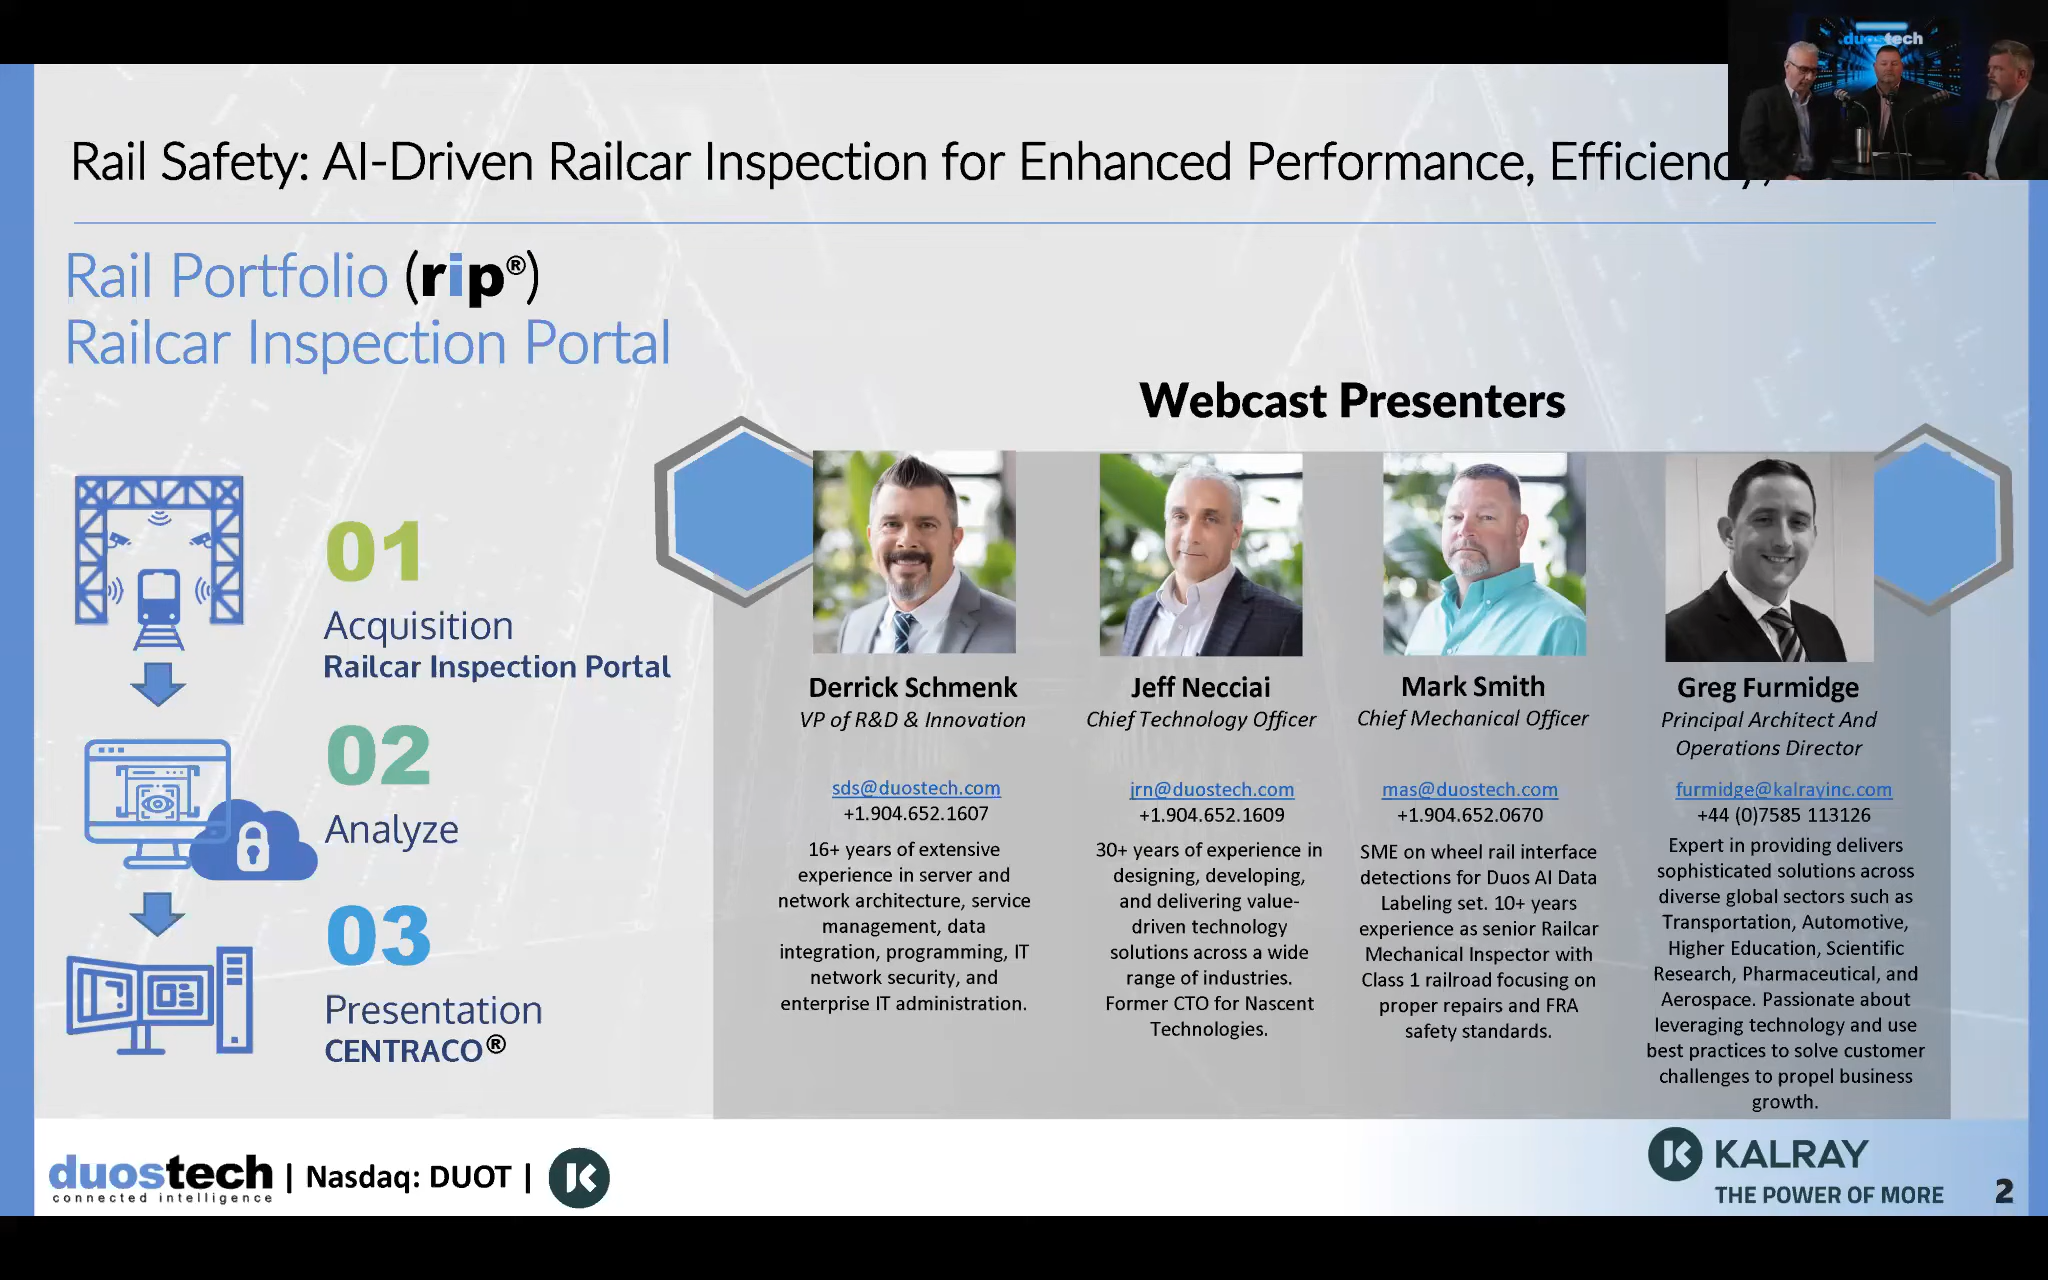 duostech
Rail Safety: AI-Driven Railcar Inspection for Enhanced Performance, Efficiency,
Rail Portfolio (rip®)
Railcar Inspection Portal
01
Acquisition
Railcar Inspection Portal
02
Analyze
03
Presentation
CENTRACO®
Webcast Presenters
Derrick Schmenk
VP of R&D & Innovation
sds@duostech.com
+1.904.652.1607
16+ years of extensive
experience in server and
network architecture, service
management, data
integration, programming, IT
network security, and
enterprise IT administration.
Jeff Necciai
Chief Technology Officer
jrn@duostech.com
+1.904.652.1609
30+ years of experience in
designing, developing,
and delivering value-
driven technology
solutions across a wide
range of industries.
Former CTO for Nascent
Technologies.
Mark Smith
Chief Mechanical Officer
mas@duostech.com
+1.904.652.0670
SME on wheel rail interface
detections for Duos AI Data
Labeling set. 10+ years
experience as senior Railcar
Mechanical Inspector with
Class 1 railroad focusing on
proper repairs and FRA
safety standards.
Greg Furmidge
Principal Architect And
Operations Director
furmidge@kalrayinc.com
+44 (0)7585 113126
Expert in providing delivers
sophisticated solutions across
diverse global sectors such as
Transportation, Automotive,
Higher Education, Scientific
Research, Pharmaceutical, and
Aerospace. Passionate about
leveraging technology and use
best practices to solve customer
challenges to propel business
growth.
duostech | Nasdaq: DUOT |
connected intelligence
KALRAY
THE POWER OF MORE
2